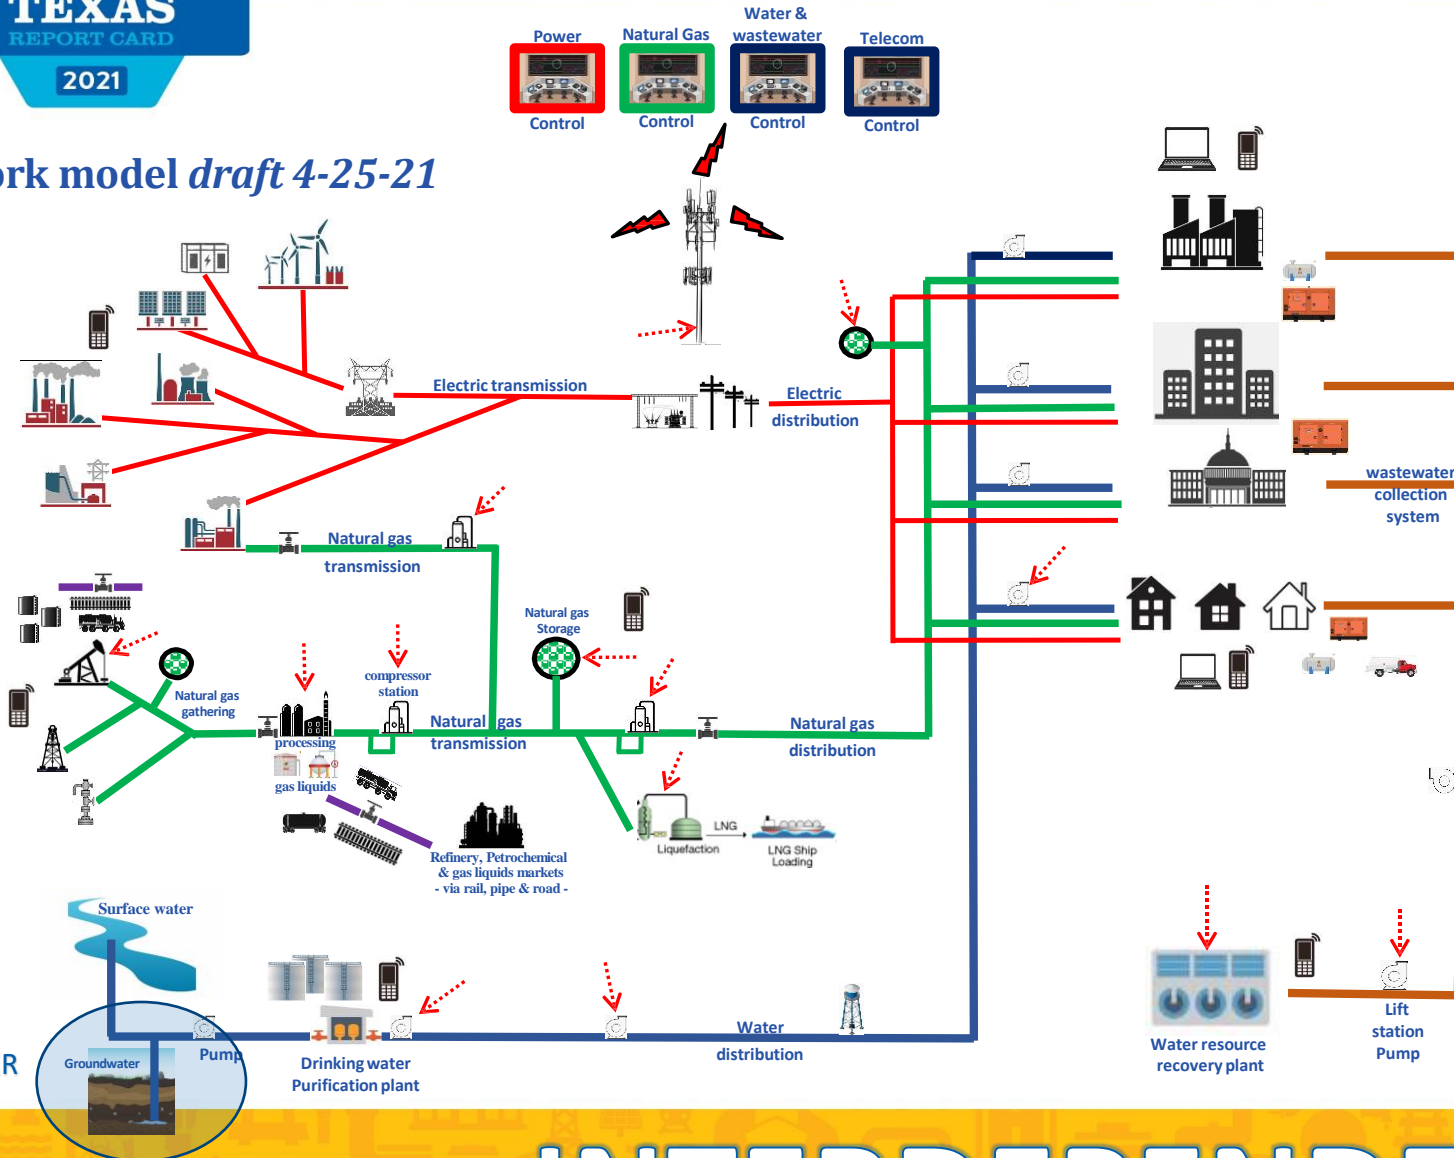 TEXAS
REPORT CARD
2021
Power
Control
Natural Gas
Control
Water &
wastewater
Control
Telecom
Control
ork model draft 4-25-21
Electric transmission
Electric
distribution
wastewater
collection
system
Natural gas
transmission
Natural gas
Storage
Natural gas
gathering
compressor
station
processing
gas liquids
Natural gas
transmission
Natural gas
distribution
LNG
Liquefaction
LNG Ship
Loading
Refinery, Petrochemical
& gas liquids markets
- via rail, pipe & road -
Surface water
Groundwater
Pump
Drinking water
Purification plant
Water
distribution
Water resource
recovery plant
Lift
station
Pump
R
INTERDEPENDE